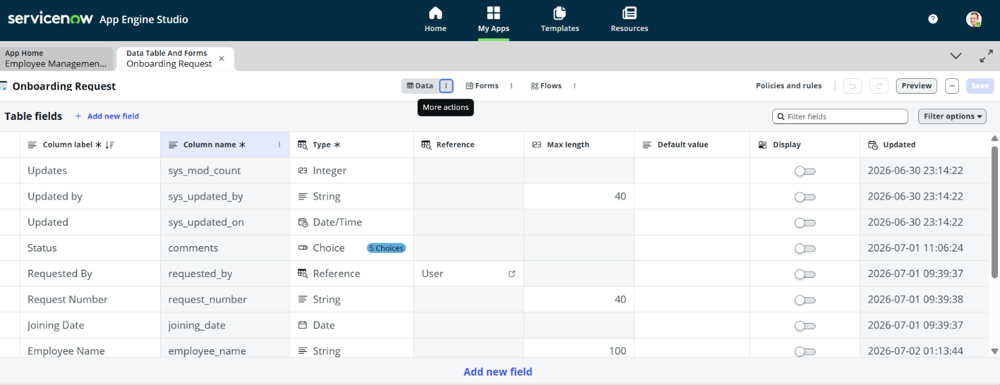 servicenow App Engine Studio
Home
My Apps
Templates
Resources
?
App Home
Employee Managemen...
Data Table And Forms
Onboarding Request
Onboarding Request
Data
Forms
Flows
Policies and rules
Preview
Save
More actions
Table fields
+ Add new field
Filter fields
Filter options
Column label *
Column name *
Type *
Reference
Max length
Default value
Display
Updated
Updates sys_mod_count Integer 2026-06-30 23:14:22
Updated by sys_updated_by String 40 2026-06-30 23:14:22
Updated sys_updated_on Date/Time 2026-06-30 23:14:22
Status comments Choice 5 Choices 2026-07-01 11:06:24
Requested By requested_by Reference User 2026-07-01 09:39:37
Request Number request_number String 40 2026-07-01 09:39:38
Joining Date joining_date Date 2026-07-01 09:39:37
Employee Name employee_name String 100 2026-07-02 01:13:44
Add new field